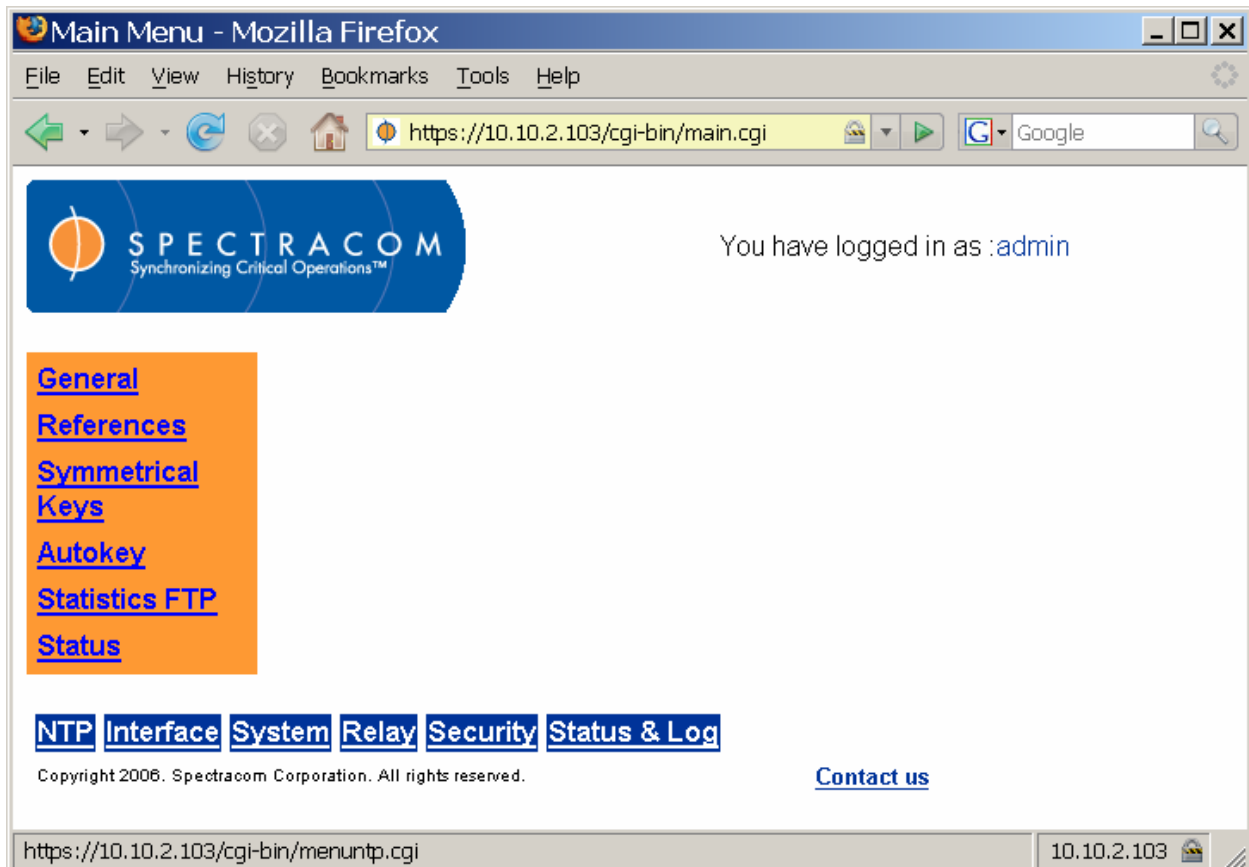 Main Menu - Mozilla Firefox
File Edit View History Bookmarks Tools Help
https://10.10.2.103/cgi-bin/main.cgi G Google
SPECTRACOM
Synchronizing Critical Operations™
You have logged in as :admin
General
References
Symmetrical
Keys
Autokey
Statistics FTP
Status
NTP Interface System Relay Security Status & Log
Copyright 2006. Spectracom Corporation. All rights reserved. Contact us
https://10.10.2.103/cgi-bin/menuntp.cgi 10.10.2.103